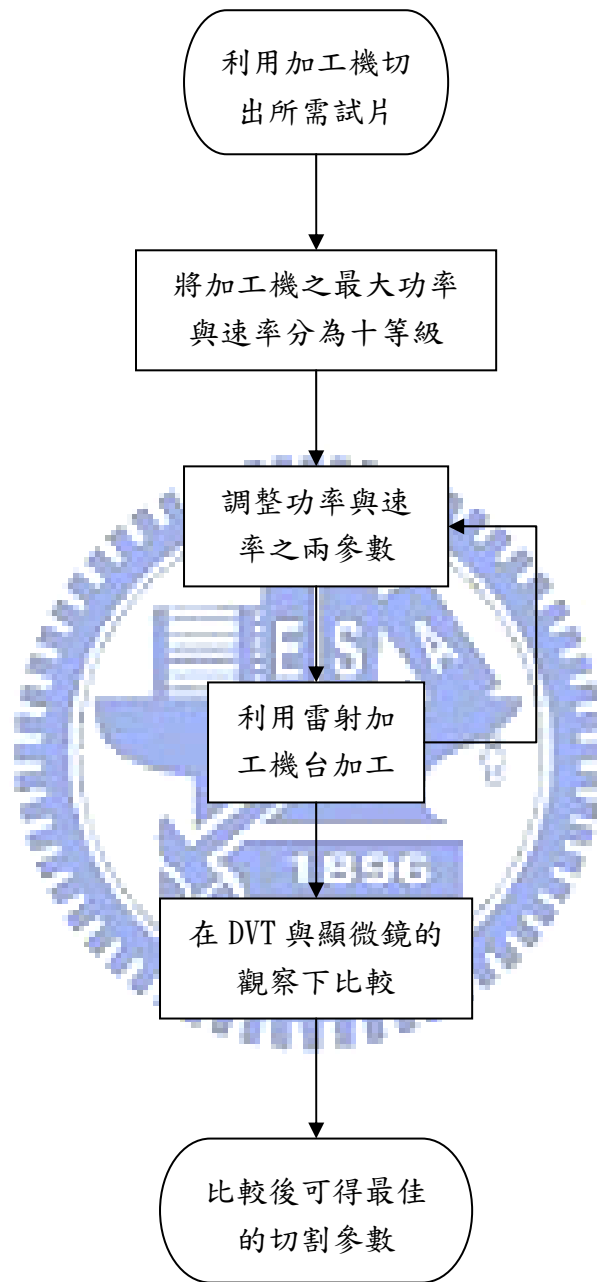 利用加工機切
出所需試片
將加工機之最大功率
與速率分為十等級
調整功率與速
率之兩參數
E S A
利用雷射加
工機台加工
1896
在 DVT 與顯微鏡的
觀察下比較
比較後可得最佳
的切割參數